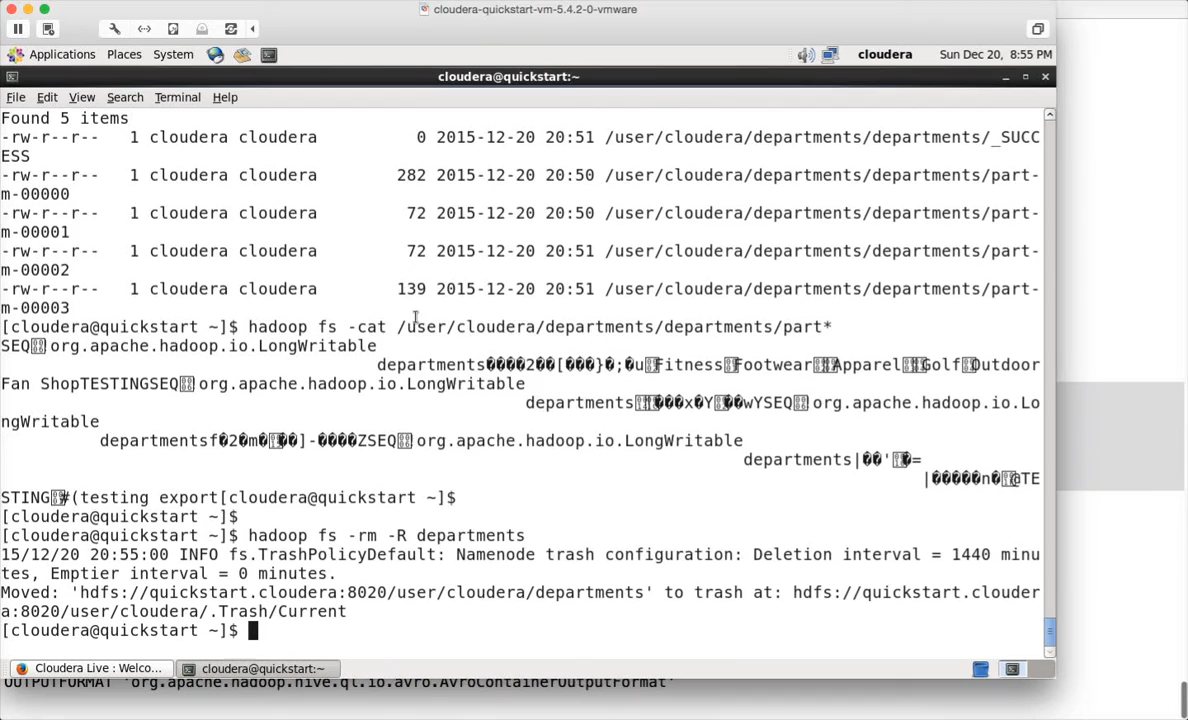 cloudera-quickstart-vm-5.4.2-0-vmware
Applications Places System cloudera Sun Dec 20, 8:55 PM
cloudera@quickstart:~
File Edit View Search Terminal Help
Found 5 items
-rw-r--r-- 1 cloudera cloudera 0 2015-12-20 20:51 /user/cloudera/departments/departments/_SUCC
ESS
-rw-r--r-- 1 cloudera cloudera 282 2015-12-20 20:50 /user/cloudera/departments/departments/part-
m-00000
-rw-r--r-- 1 cloudera cloudera 72 2015-12-20 20:50 /user/cloudera/departments/departments/part-
m-00001
-rw-r--r-- 1 cloudera cloudera 72 2015-12-20 20:51 /user/cloudera/departments/departments/part-
m-00002
-rw-r--r-- 1 cloudera cloudera 139 2015-12-20 20:51 /user/cloudera/departments/departments/part-
m-00003
[cloudera@quickstart ~]$ hadoop fs -cat /user/cloudera/departments/departments/part*
SEQorg.apache.hadoop.io.LongWritable
departments����2��[���}�;�uFitnessFootwearApparelGolfOutdoor
Fan ShopTESTINGSEQorg.apache.hadoop.io.LongWritable
departments���x�Y��wYSEQorg.apache.hadoop.io.Lo
ngWritable
departmentsf�2�m���]-����ZSEQorg.apache.hadoop.io.LongWritable
departments|��'�=
|�����n�@TE
STING#(testing export[cloudera@quickstart ~]$
[cloudera@quickstart ~]$
[cloudera@quickstart ~]$ hadoop fs -rm -R departments
15/12/20 20:55:00 INFO fs.TrashPolicyDefault: Namenode trash configuration: Deletion interval = 1440 minu
tes, Emptier interval = 0 minutes.
Moved: 'hdfs://quickstart.cloudera:8020/user/cloudera/departments' to trash at: hdfs://quickstart.clouder
a:8020/user/cloudera/.Trash/Current
[cloudera@quickstart ~]$
Cloudera Live : Welco... cloudera@quickstart:~
OUTPUTFORMAT 'org.apache.hadoop.hive.ql.io.avro.AvroContainerOutputFormat'